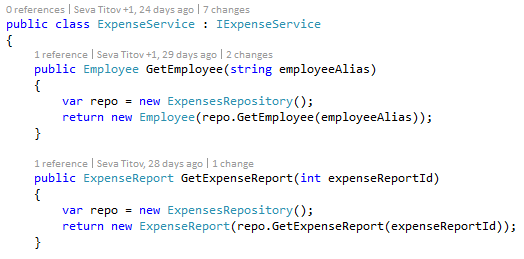 0 references | Seva Titov +1, 24 days ago | 7 changes
public class ExpenseService : IExpenseService
{
1 reference | Seva Titov +1, 29 days ago | 2 changes
public Employee GetEmployee(string employeeAlias)
{
var repo = new ExpensesRepository();
return new Employee(repo.GetEmployee(employeeAlias));
}
1 reference | Seva Titov, 28 days ago | 1 change
public ExpenseReport GetExpenseReport(int expenseReportId)
{
var repo = new ExpensesRepository();
return new ExpenseReport(repo.GetExpenseReport(expenseReportId));
}